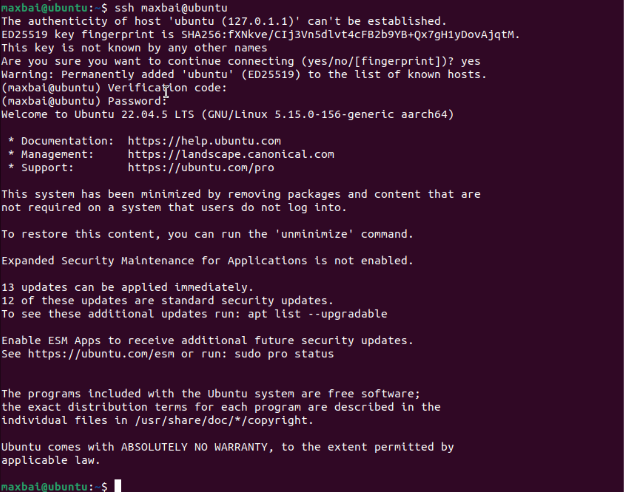 maxbai@ubuntu:~$ ssh maxbai@ubuntu
The authenticity of host 'ubuntu (127.0.1.1)' can't be established.
ED25519 key fingerprint is SHA256:fXNkve/CIj3Vn5dlvt4cFB2b9YB+Qx7gH1yDovAjqtM.
This key is not known by any other names
Are you sure you want to continue connecting (yes/no/[fingerprint])? yes
Warning: Permanently added 'ubuntu' (ED25519) to the list of known hosts.
(maxbai@ubuntu) Verification code:
(maxbai@ubuntu) Password:
Welcome to Ubuntu 22.04.5 LTS (GNU/Linux 5.15.0-156-generic aarch64)
* Documentation:  https://help.ubuntu.com
* Management:     https://landscape.canonical.com
* Support:        https://ubuntu.com/pro
This system has been minimized by removing packages and content that are
not required on a system that users do not log into.
To restore this content, you can run the 'unminimize' command.
Expanded Security Maintenance for Applications is not enabled.
13 updates can be applied immediately.
12 of these updates are standard security updates.
To see these additional updates run: apt list --upgradable
Enable ESM Apps to receive additional future security updates.
See https://ubuntu.com/esm or run: sudo pro status
The programs included with the Ubuntu system are free software;
the exact distribution terms for each program are described in the
individual files in /usr/share/doc/*/copyright.
Ubuntu comes with ABSOLUTELY NO WARRANTY, to the extent permitted by
applicable law.
maxbai@ubuntu:~$